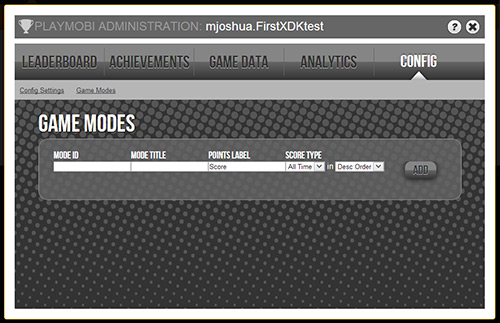 PLAYMOBI ADMINISTRATION: mjoshua.FirstXDKtest ?
LEADERBOARD ACHIEVEMENTS GAME DATA ANALYTICS CONFIG
Config Settings Game Modes
GAME MODES
MODE ID MODE TITLE POINTS LABEL SCORE TYPE
Score All Time in Desc Order ADD